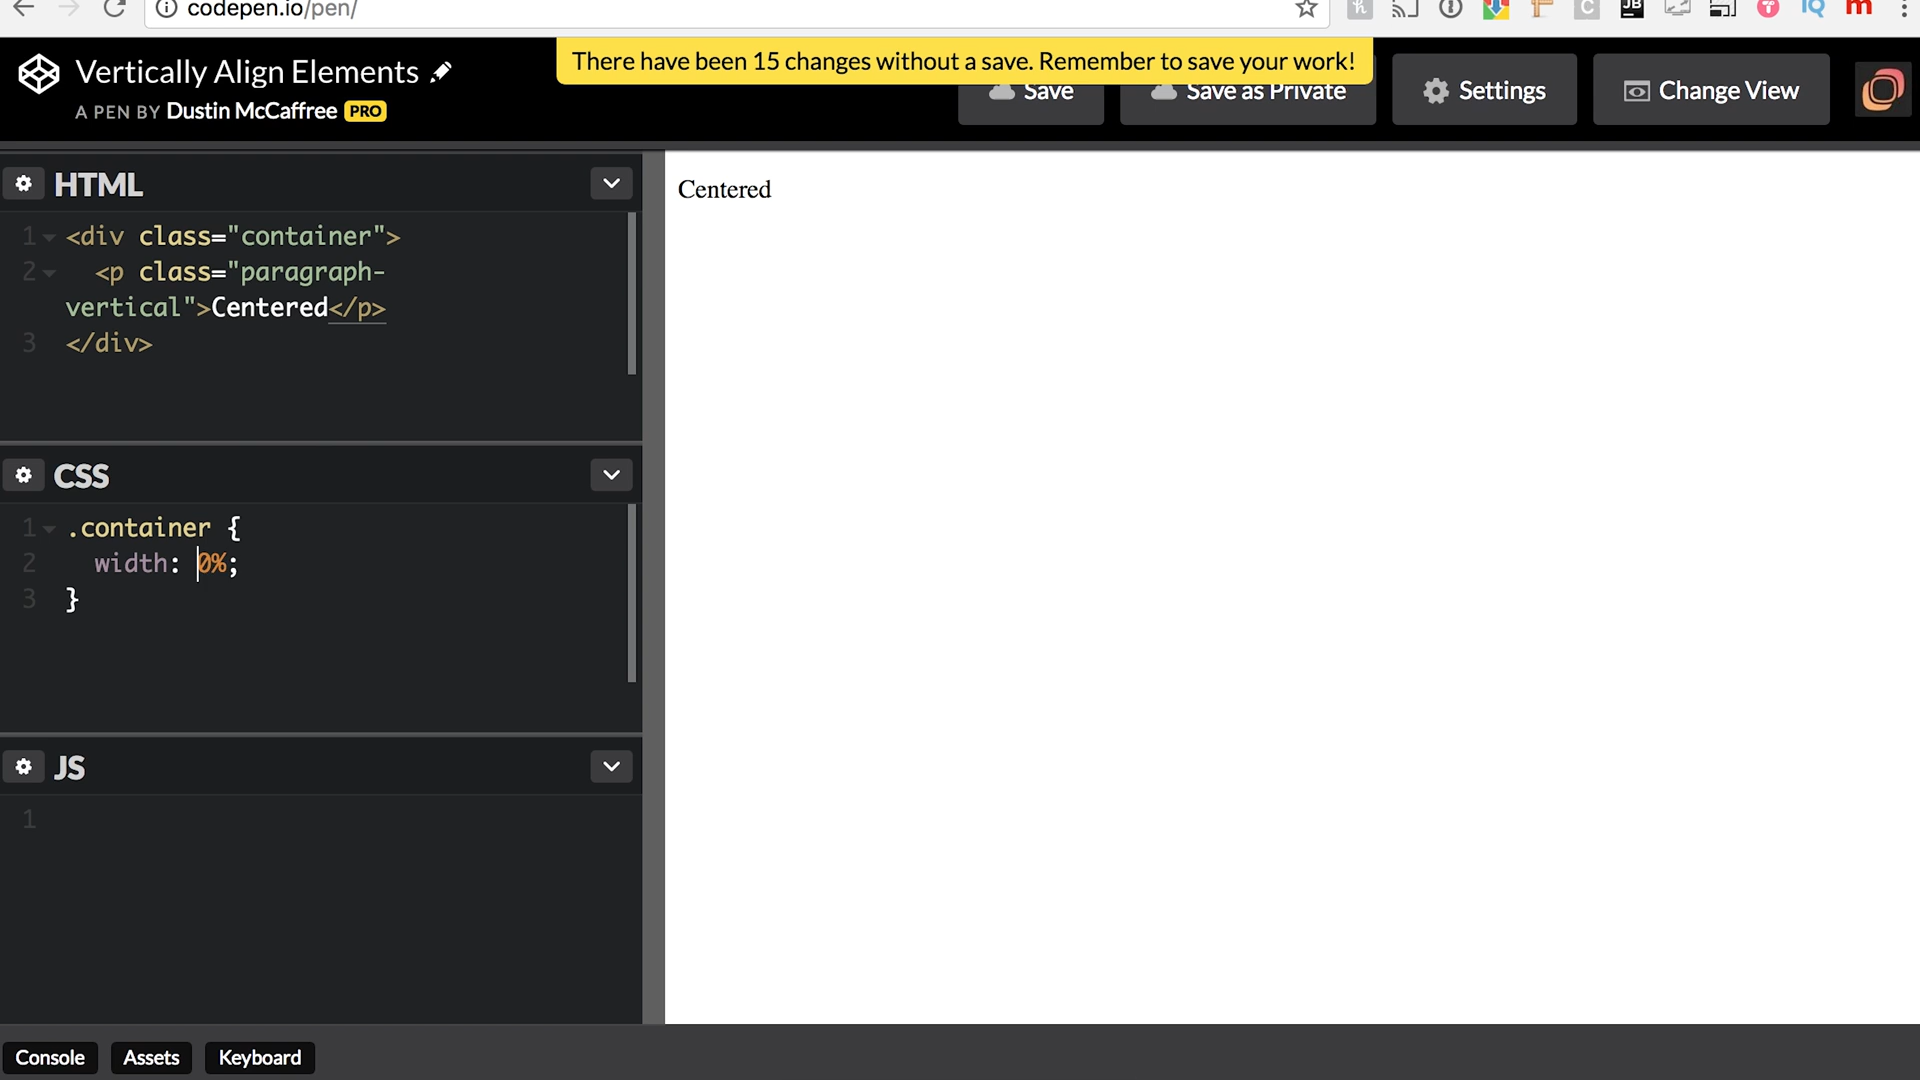 codepen.io/pen/
Vertically Align Elements
There have been 15 changes without a save. Remember to save your work!
A PEN BY Dustin McCaffree PRO
Save
Save as Private
Settings
Change View
HTML
1 <div class="container">
2 <p class="paragraph-
vertical">Centered</p>
3 </div>
CSS
1 .container {
2 width: 0%;
3 }
JS
1
Console
Assets
Keyboard
Centered
h
C
JB
T
IQ
m